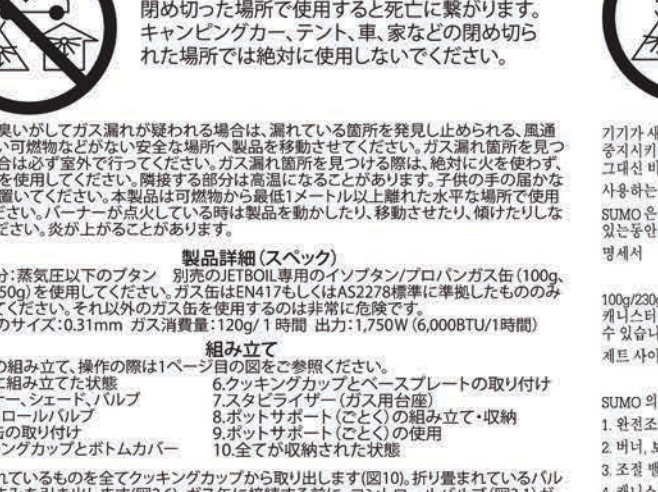 閉め切った場所で使用すると死亡に繋がります。
キャンピングカー、テント、車、家などの閉め切ら
れた場所では絶対に使用しないでください。
臭いがしてガス漏れが疑われる場合は、漏れている箇所を発見し止められる、風通
い可燃物などがない安全な場所へ製品を移動させてください。ガス漏れ箇所を見つ
合は必ず室外で行ってください。ガス漏れ箇所を見つける際は、絶対に火を使わず、
を使用してください。隣接する部分は高温になることがあります。子供の手の届かな
置いてください。本製品は可燃物から最低1メートル以上離れた水平な場所で使用
ださい。バーナーが点火している時は製品を動かしたり、移動させたり、傾けたりしな
ださい。炎が上がることがあります。
製品詳細(スペック)
分:蒸気圧以下のブタン 別売のJETBOIL専用のイソブタン/プロパンガス缶(100g、
50g)を使用してください。ガス缶はEN417もしくはAS2278標準に準拠したもののみ
てください。それ以外のガス缶を使用するのは非常に危険です。
のサイズ:0.31mm ガス消費量:120g/1時間 出力:1,750W(6,000BTU/1時間)
組み立て
の組み立て、操作の際は1ページ目の図をご参照ください。
に組み立てた状態
ナー、シェード、バルブ
ロールバルブ
缶の取り付け
ングカップとボトムカバー
6.クッキングカップとベースプレートの取り付け
7.スタビライザー(ガス用台座)
8.ポットサポート(ごとく)の組み立て・収納
9.ポットサポート(ごとく)の使用
10.全てが収納された状態
れているものを全てクッキングカップから取り出します(図10)。折り畳まれているバル
기기가 새
중지시키
그대신 비
사용하는
SUMO 은
있는동안
명세서
100g/230g
캐니스터
수 있습니
제트 사이
SUMO 의
1. 완전조
2. 버너, 보
3. 조절 밸